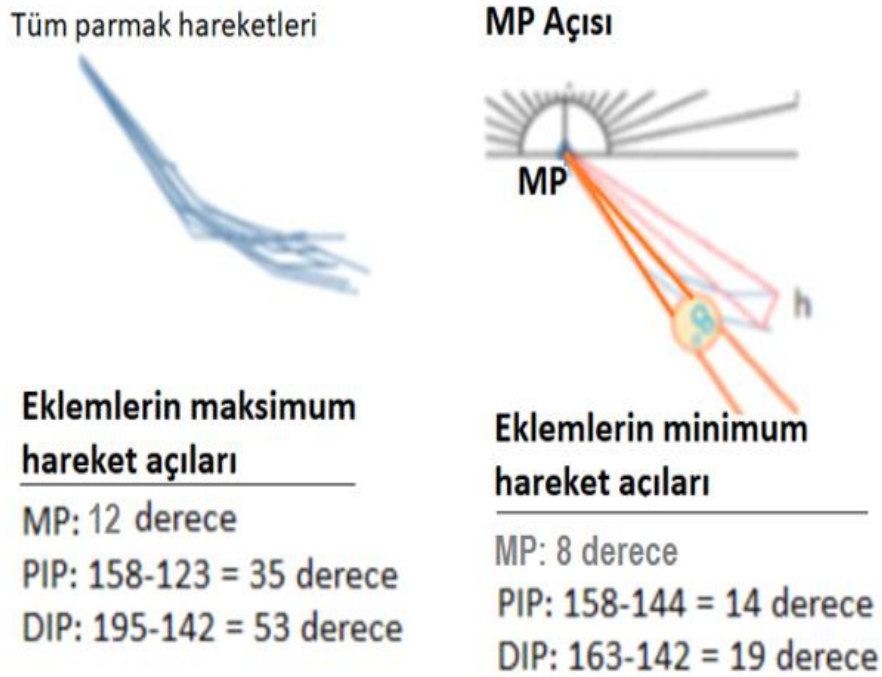 Tüm parmak hareketleri
Eklemlerin maksimum
hareket açıları
MP: 12 derece
PIP: 158-123 = 35 derece
DIP: 195-142 = 53 derece
MP Açısı
MP
h
Eklemlerin minimum
hareket açıları
MP: 8 derece
PIP: 158-144 = 14 derece
DIP: 163-142 = 19 derece